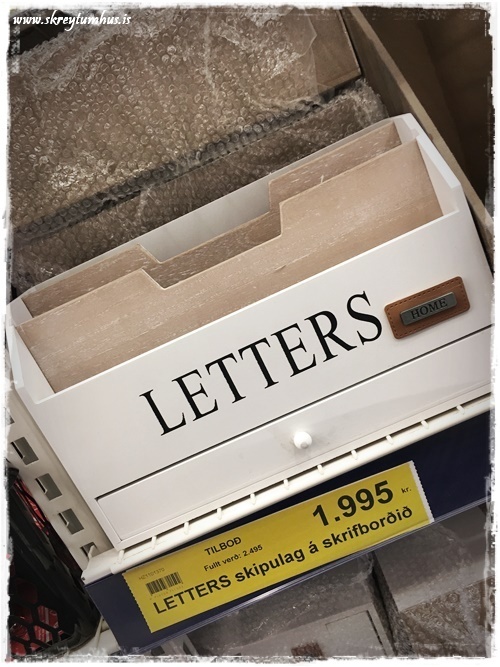 www.skreytumhus.is
LETTERS
HOME
TILBOÐ
1.995 kr.
Fullt verð: 2.495
LETTERS skipulag á skrifborðið